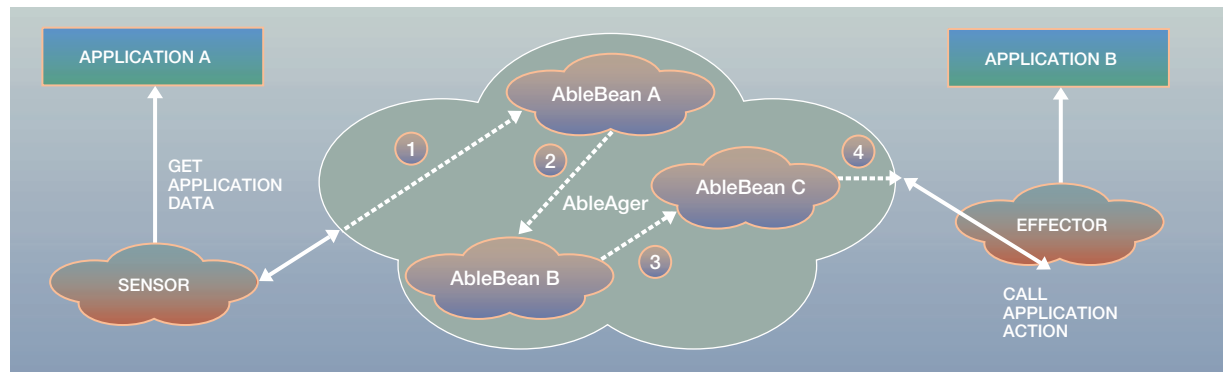 APPLICATION A
GET
APPLICATION
DATA
SENSOR
1
AbleBean A
2
AbleAger
AbleBean B
3
AbleBean C
4
APPLICATION B
EFFECTOR
CALL
APPLICATION
ACTION